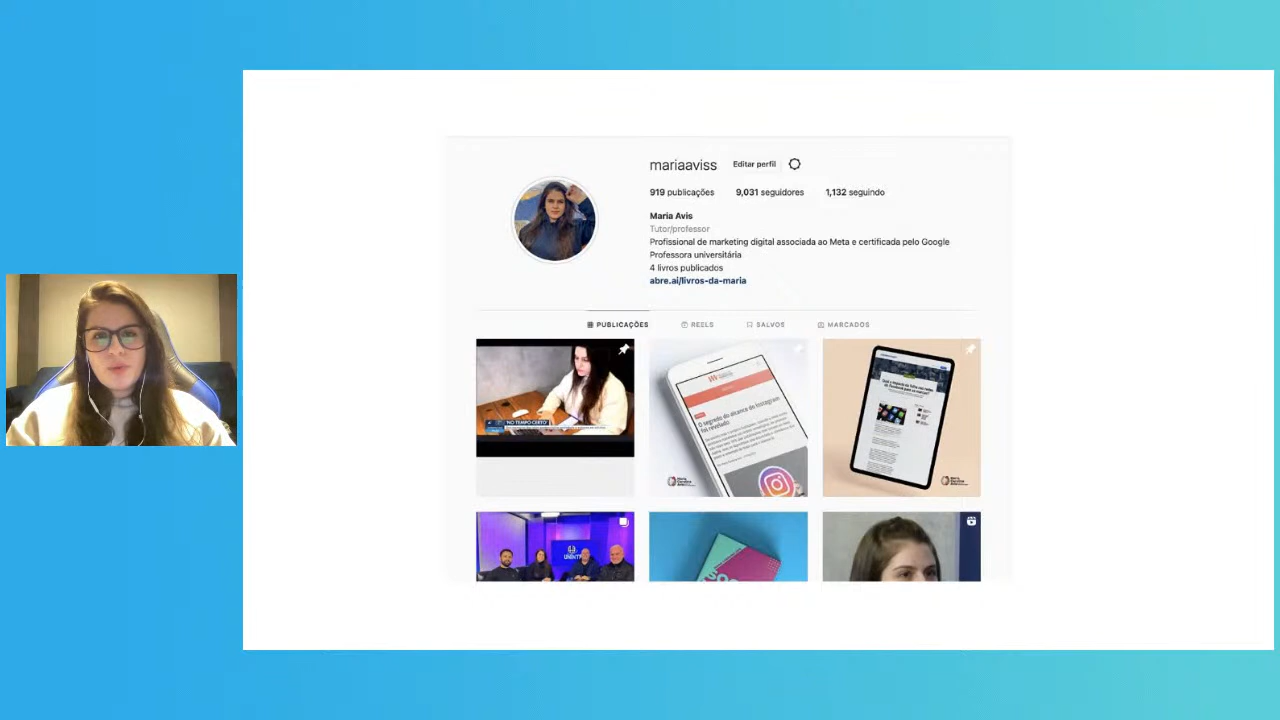 mariaaviss Editar perfil
919 publicações 9,031 seguidores 1,132 seguindo
Maria Avis
Tutor/professor
Profissional de marketing digital associada ao Meta e certificada pelo Google
Professora universitária
4 livros publicados
abre.ai/livros-da-maria
PUBLICAÇÕES REELS SALVOS MARCADOS
"NO TEMPO CERTO"
O segredo do alcance do Instagram
foi revelado